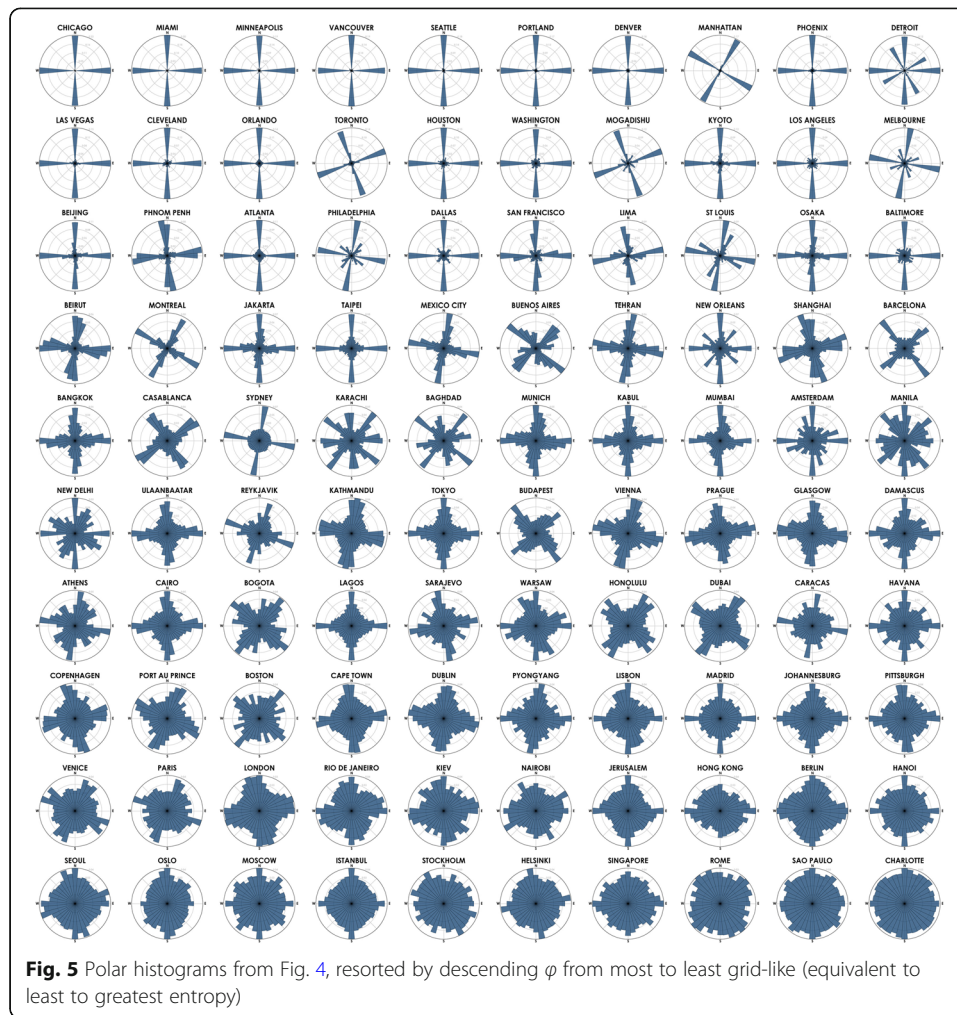 CHICAGO MIAMI MINNEAPOLIS VANCOUVER SEATTLE PORTLAND DENVER MANHATTAN PHOENIX DETROIT
LAS VEGAS CLEVELAND ORLANDO TORONTO HOUSTON WASHINGTON MOGADISHU KYOTO LOS ANGELES MELBOURNE
BEIJING PHNOM PENH ATLANTA PHILADELPHIA DALLAS SAN FRANCISCO LIMA ST LOUIS OSAKA BALTIMORE
BEIRUT MONTREAL JAKARTA TAIPEI MEXICO CITY BUENOS AIRES TEHRAN NEW ORLEANS SHANGHAI BARCELONA
BANGKOK CASABLANCA SYDNEY KARACHI BAGHDAD MUNICH KABUL MUMBAI AMSTERDAM MANILA
NEW DELHI ULAANBAATAR REYKJAVIK KATHMANDU TOKYO BUDAPEST VIENNA PRAGUE GLASGOW DAMASCUS
ATHENS CAIRO BOGOTA LAGOS SARAJEVO WARSAW HONOLULU DUBAI CARACAS HAVANA
COPENHAGEN PORT AU PRINCE BOSTON CAPE TOWN DUBLIN PYONGYANG LISBON MADRID JOHANNESBURG PITTSBURGH
VENICE PARIS LONDON RIO DE JANEIRO KIEV NAIROBI JERUSALEM HONG KONG BERLIN HANOI
SEOUL OSLO MOSCOW ISTANBUL STOCKHOLM HELSINKI SINGAPORE ROME SAO PAULO CHARLOTTE
Fig. 5 Polar histograms from Fig. 4, resorted by descending φ from most to least grid-like (equivalent to
least to greatest entropy)